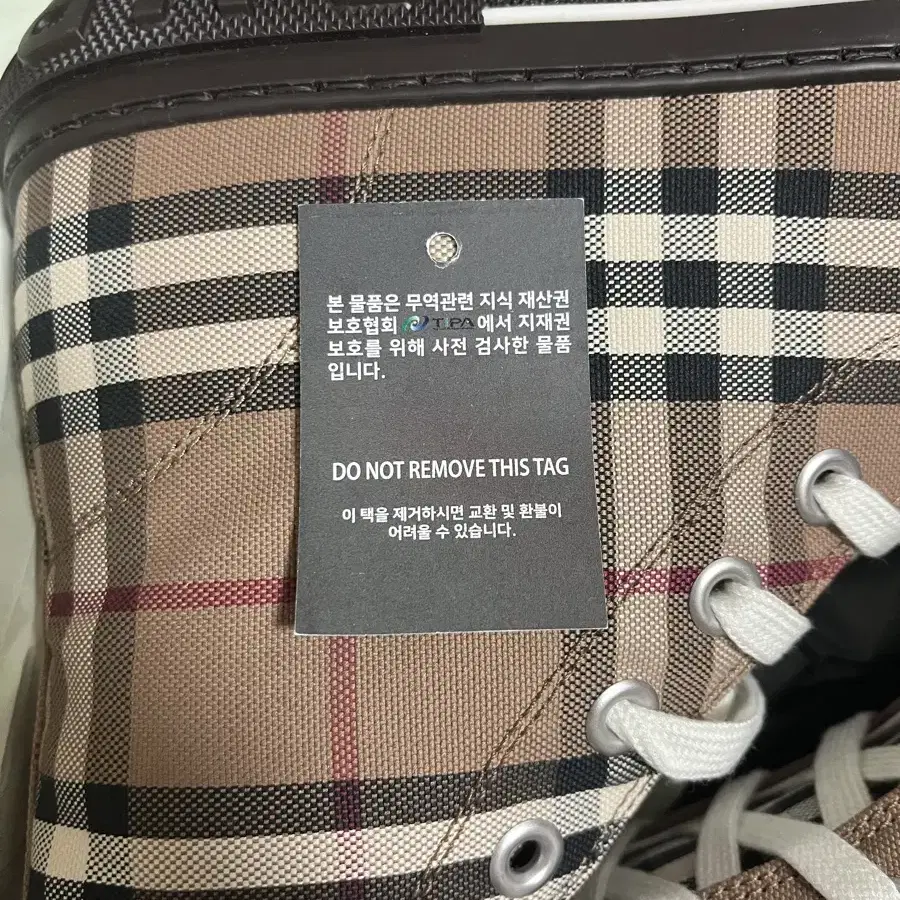 본 물품은 무역관련 지식 재산권
보호협회 TIPA 에서 지재권
보호를 위해 사전 검사한 물품
입니다.
DO NOT REMOVE THIS TAG
이 택을 제거하시면 교환 및 환불이
어려울 수 있습니다.